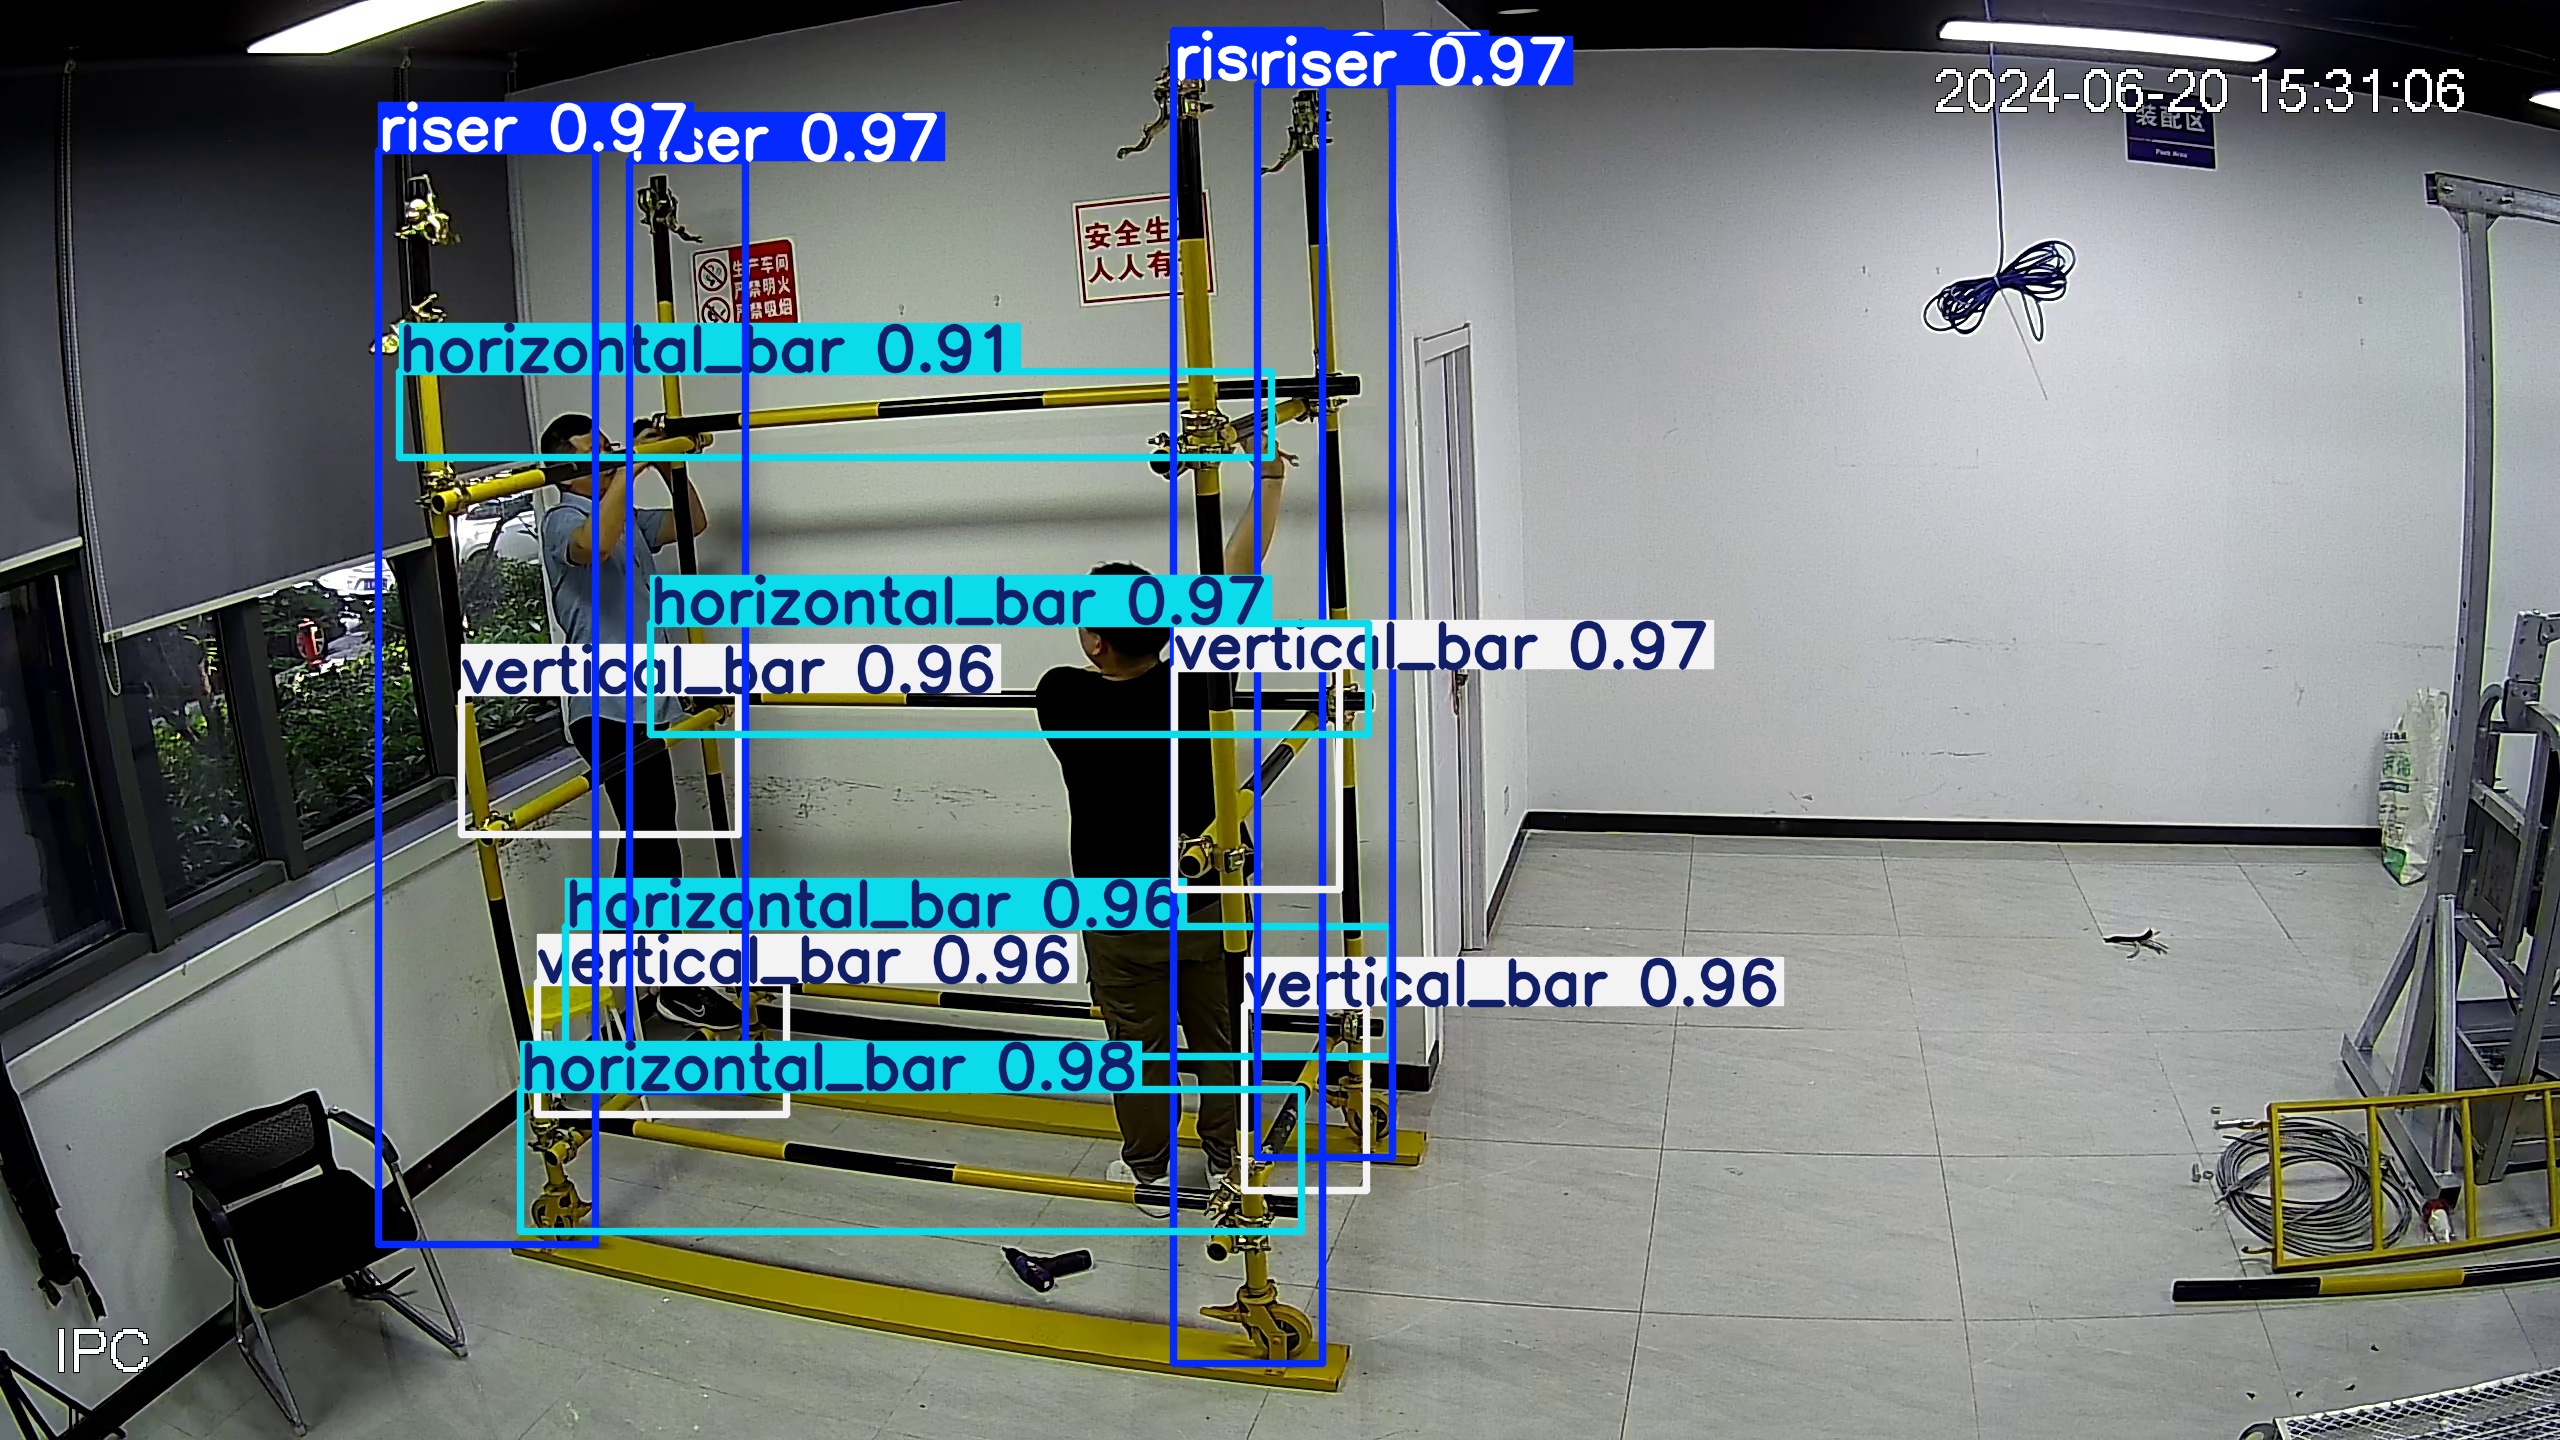 riser 0.97
2024-06-20 15:31:06
装配区
riser 0.97
0.97
安全生
人人有
生产车间
严禁明火
严禁吸烟
horizontal_bar 0.91
horizontal_bar 0.97
vertical_bar 0.97
vertical_bar 0.96
horizontal_bar 0.96
vertical_bar 0.96
vertical_bar 0.96
horizontal_bar 0.98
IPC